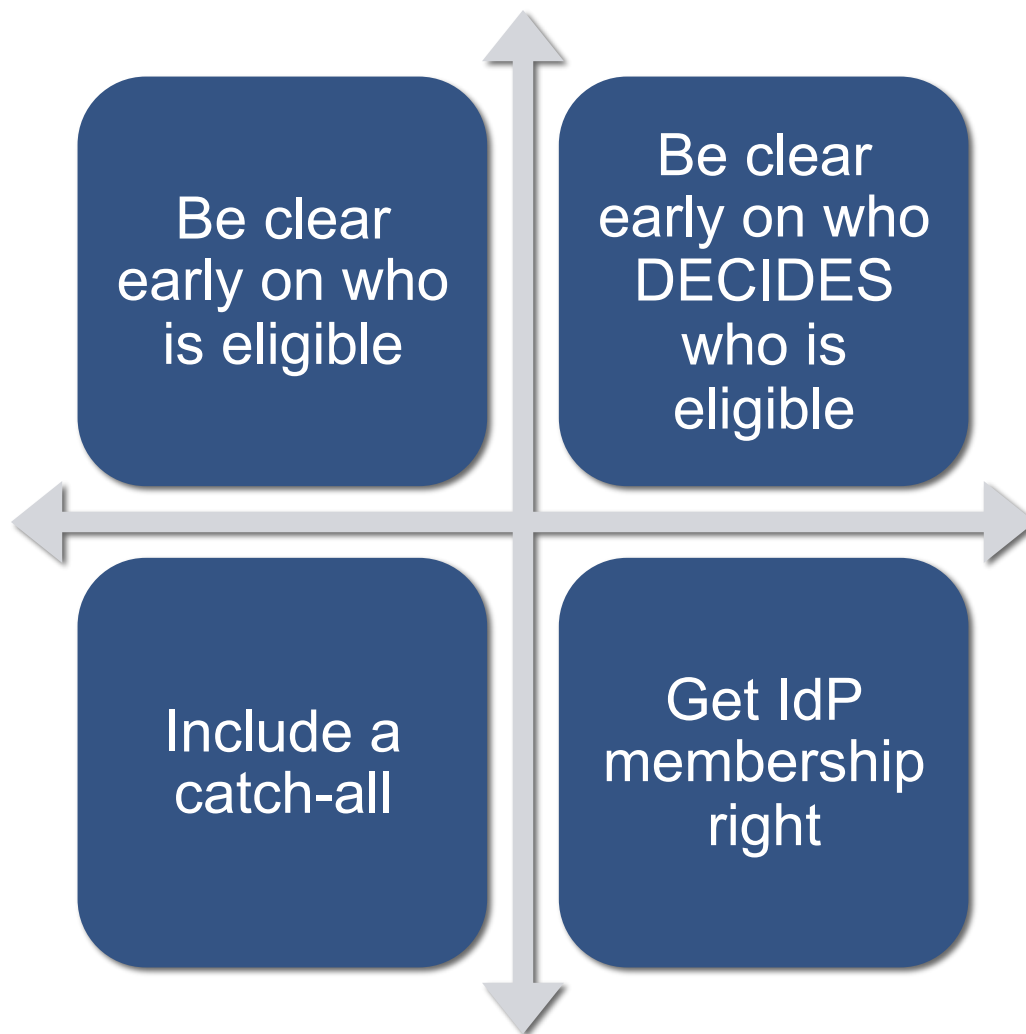 Be clear
early on who
is eligible
Be clear
early on who
DECIDES
who is
eligible
Include a
catch-all
Get IdP
membership
right